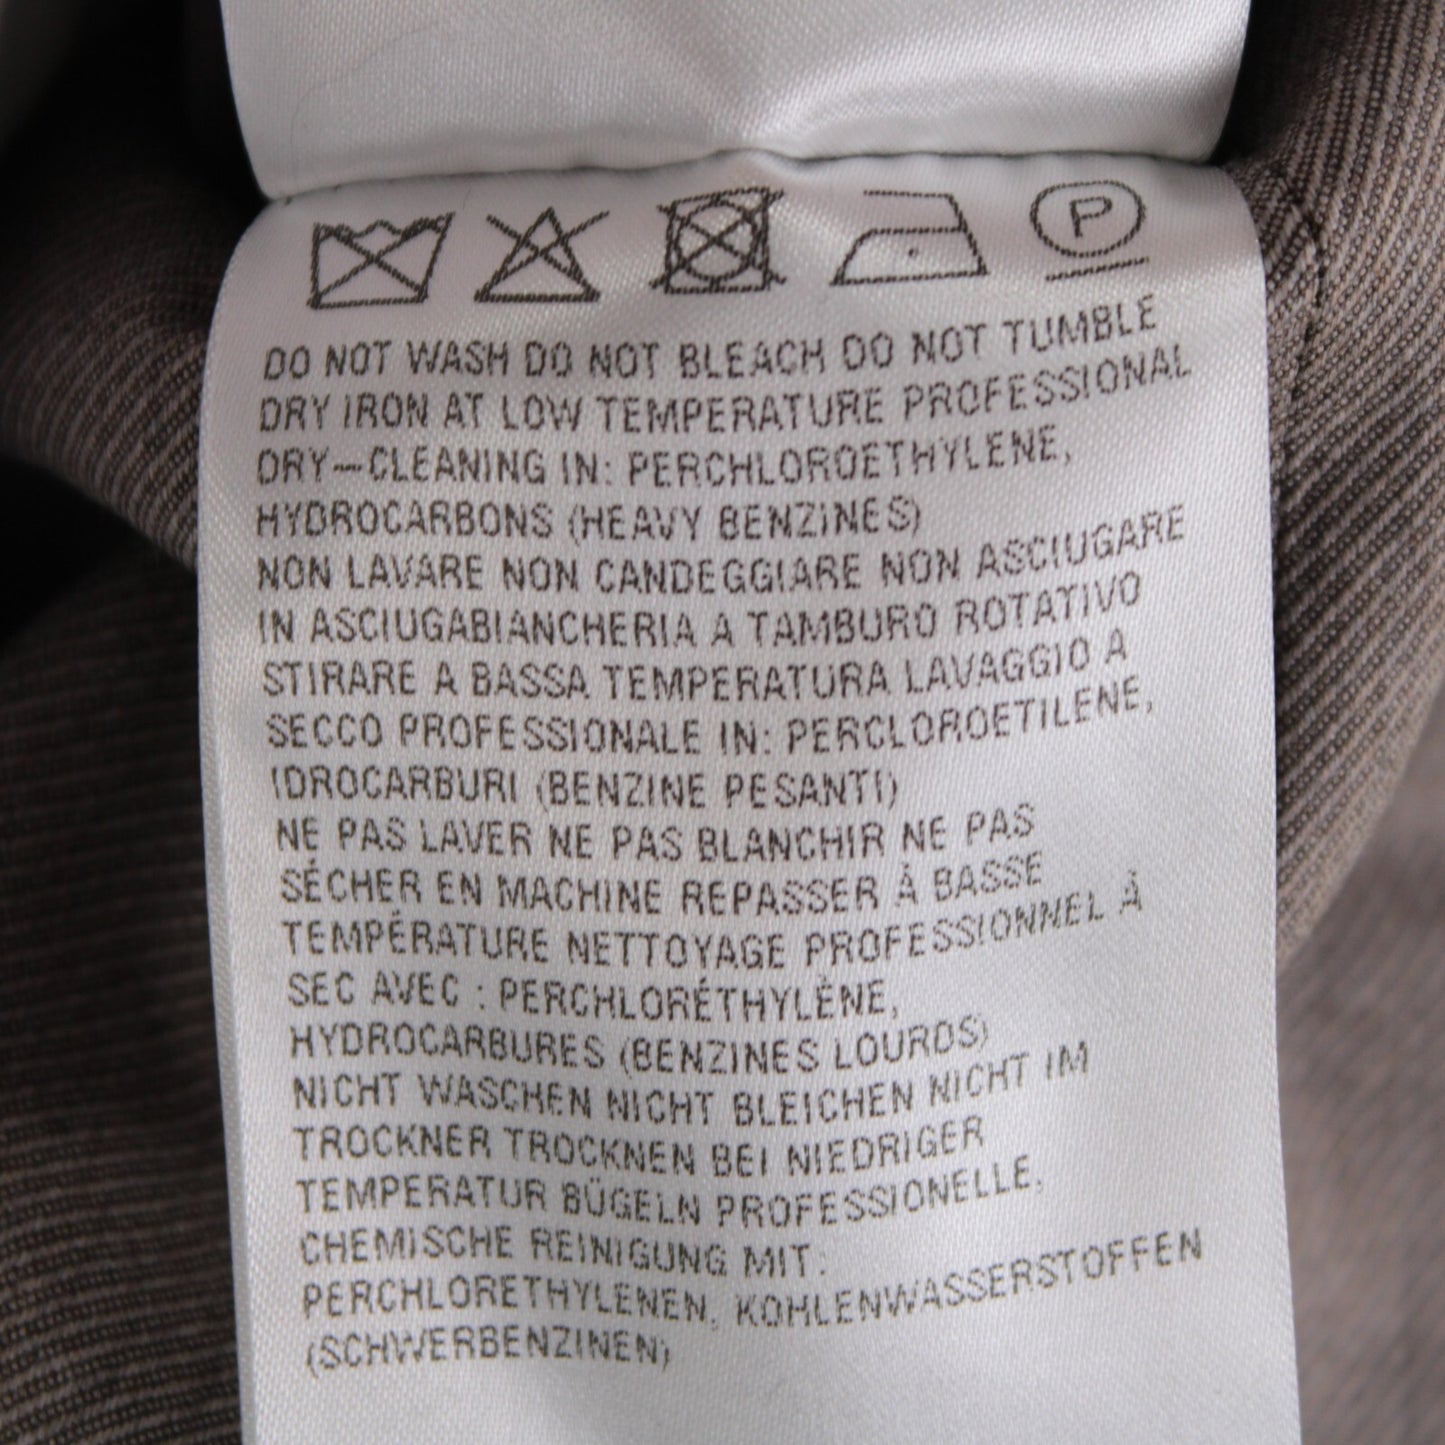 P
DO NOT WASH DO NOT BLEACH DO NOT TUMBLE
DRY IRON AT LOW TEMPERATURE PROFESSIONAL
DRY-CLEANING IN: PERCHLOROETHYLENE,
HYDROCARBONS (HEAVY BENZINES)
NON LAVARE NON CANDEGGIARE NON ASCIUGARE
IN ASCIUGABIANCHERIA A TAMBURO ROTATIVO
STIRARE A BASSA TEMPERATURA LAVAGGIO A
SECCO PROFESSIONALE IN: PERCLOROETILENE,
IDROCARBURI (BENZINE PESANTI)
NE PAS LAVER NE PAS BLANCHIR NE PAS
SÉCHER EN MACHINE REPASSER À BASSE
TEMPÉRATURE NETTOYAGE PROFESSIONNEL À
SEC AVEC : PERCHLORÉTHYLÈNE,
HYDROCARBURES (BENZINES LOURDS)
NICHT WASCHEN NICHT BLEICHEN NICHT IM
TROCKNER TROCKNEN BEI NIEDRIGER
TEMPERATUR BÜGELN PROFESSIONELLE,
CHEMISCHE REINIGUNG MIT:
PERCHLORETHYLENEN, KOHLENWASSERSTOFFEN
(SCHWERBENZINEN)